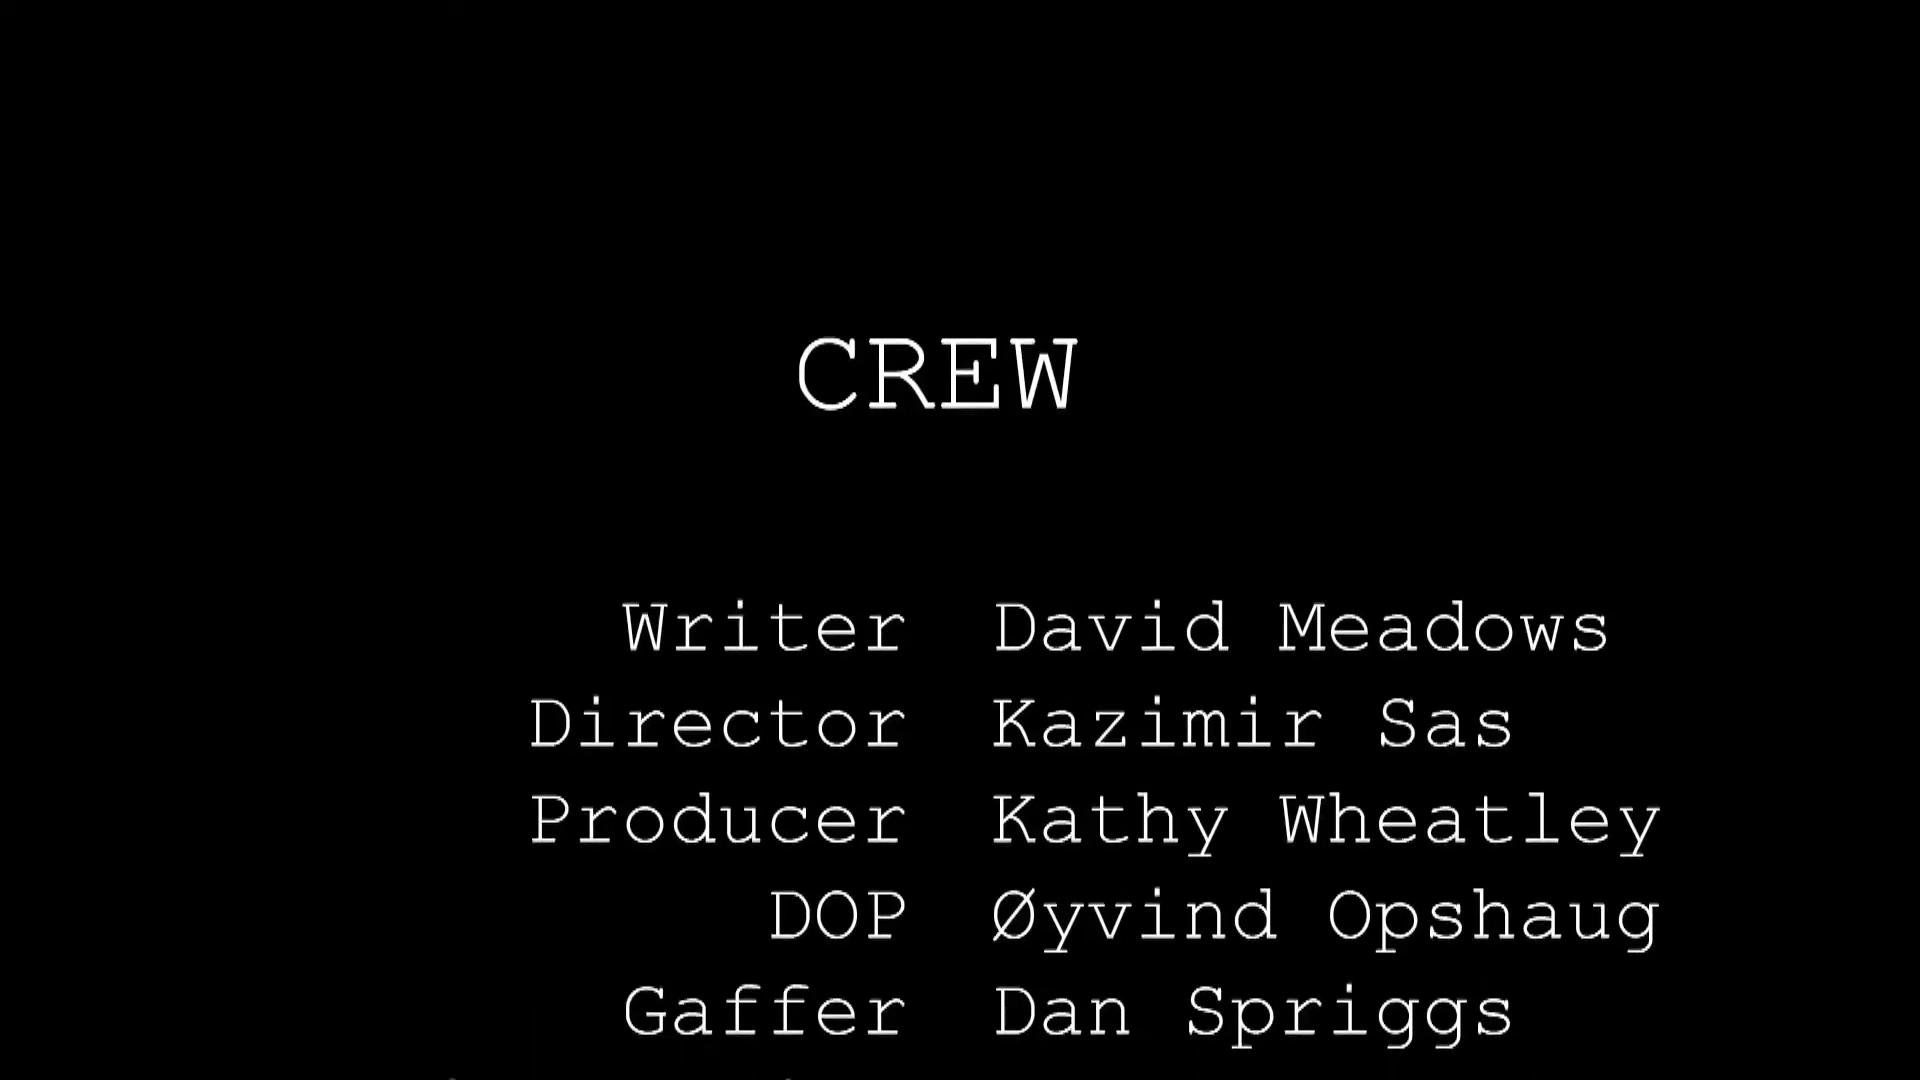 CREW
Writer David Meadows
Director Kazimir Sas
Producer Kathy Wheatley
DOP Øyvind Opshaug
Gaffer Dan Spriggs